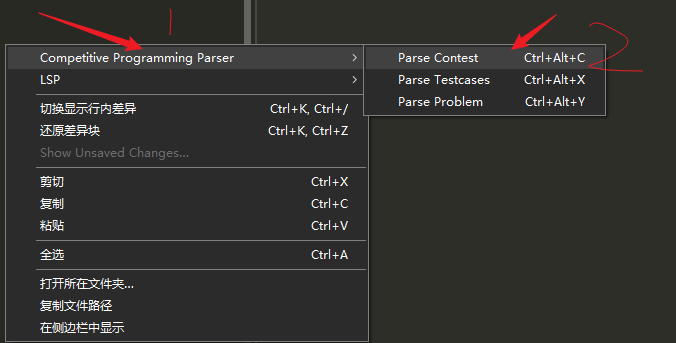 1
2
Competitive Programming Parser
LSP
切换显示行内差异 Ctrl+K, Ctrl+/
还原差异块 Ctrl+K, Ctrl+Z
Show Unsaved Changes...
剪切 Ctrl+X
复制 Ctrl+C
粘贴 Ctrl+V
全选 Ctrl+A
打开所在文件夹...
复制文件路径
在侧边栏中显示
Parse Contest Ctrl+Alt+C
Parse Testcases Ctrl+Alt+X
Parse Problem Ctrl+Alt+Y